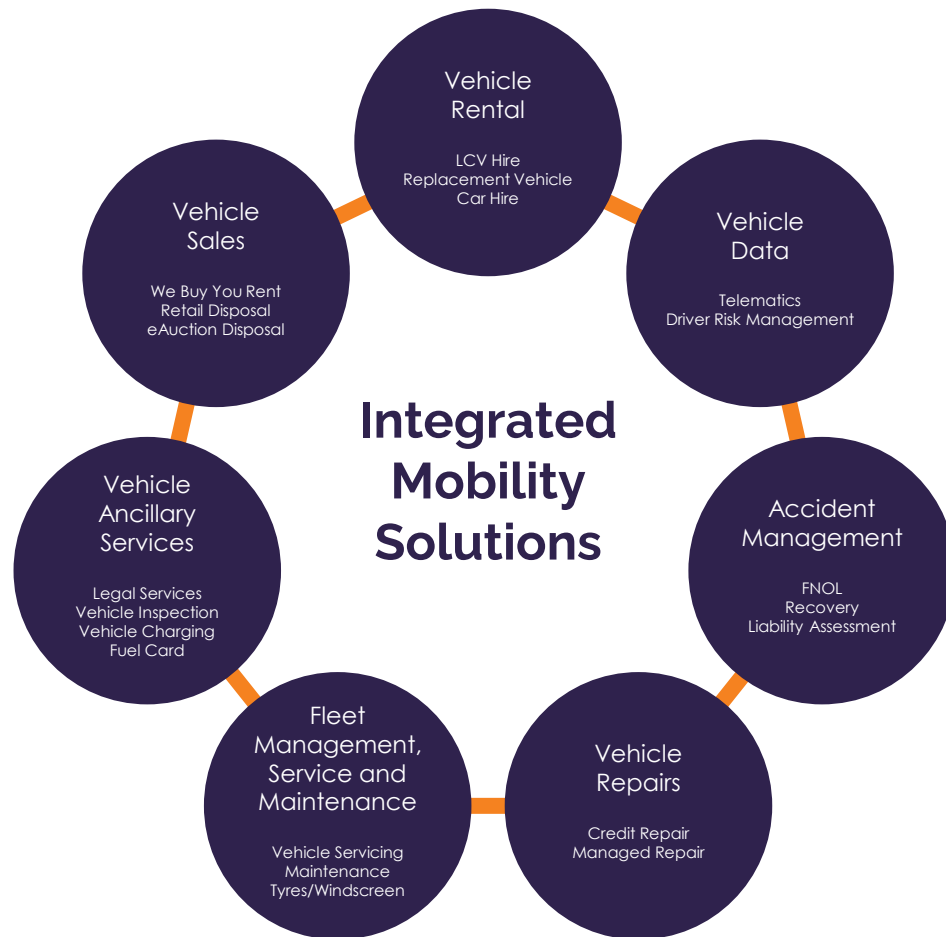 Vehicle
Rental
LCV Hire
Replacement Vehicle
Car Hire
Vehicle
Data
Telematics
Driver Risk Management
Accident
Management
FNOL
Recovery
Liability Assessment
Vehicle
Repairs
Credit Repair
Managed Repair
Fleet
Management,
Service and
Maintenance
Vehicle Servicing
Maintenance
Tyres/Windscreen
Vehicle
Ancillary
Services
Legal Services
Vehicle Inspection
Vehicle Charging
Fuel Card
Vehicle
Sales
We Buy You Rent
Retail Disposal
eAuction Disposal
Integrated
Mobility
Solutions